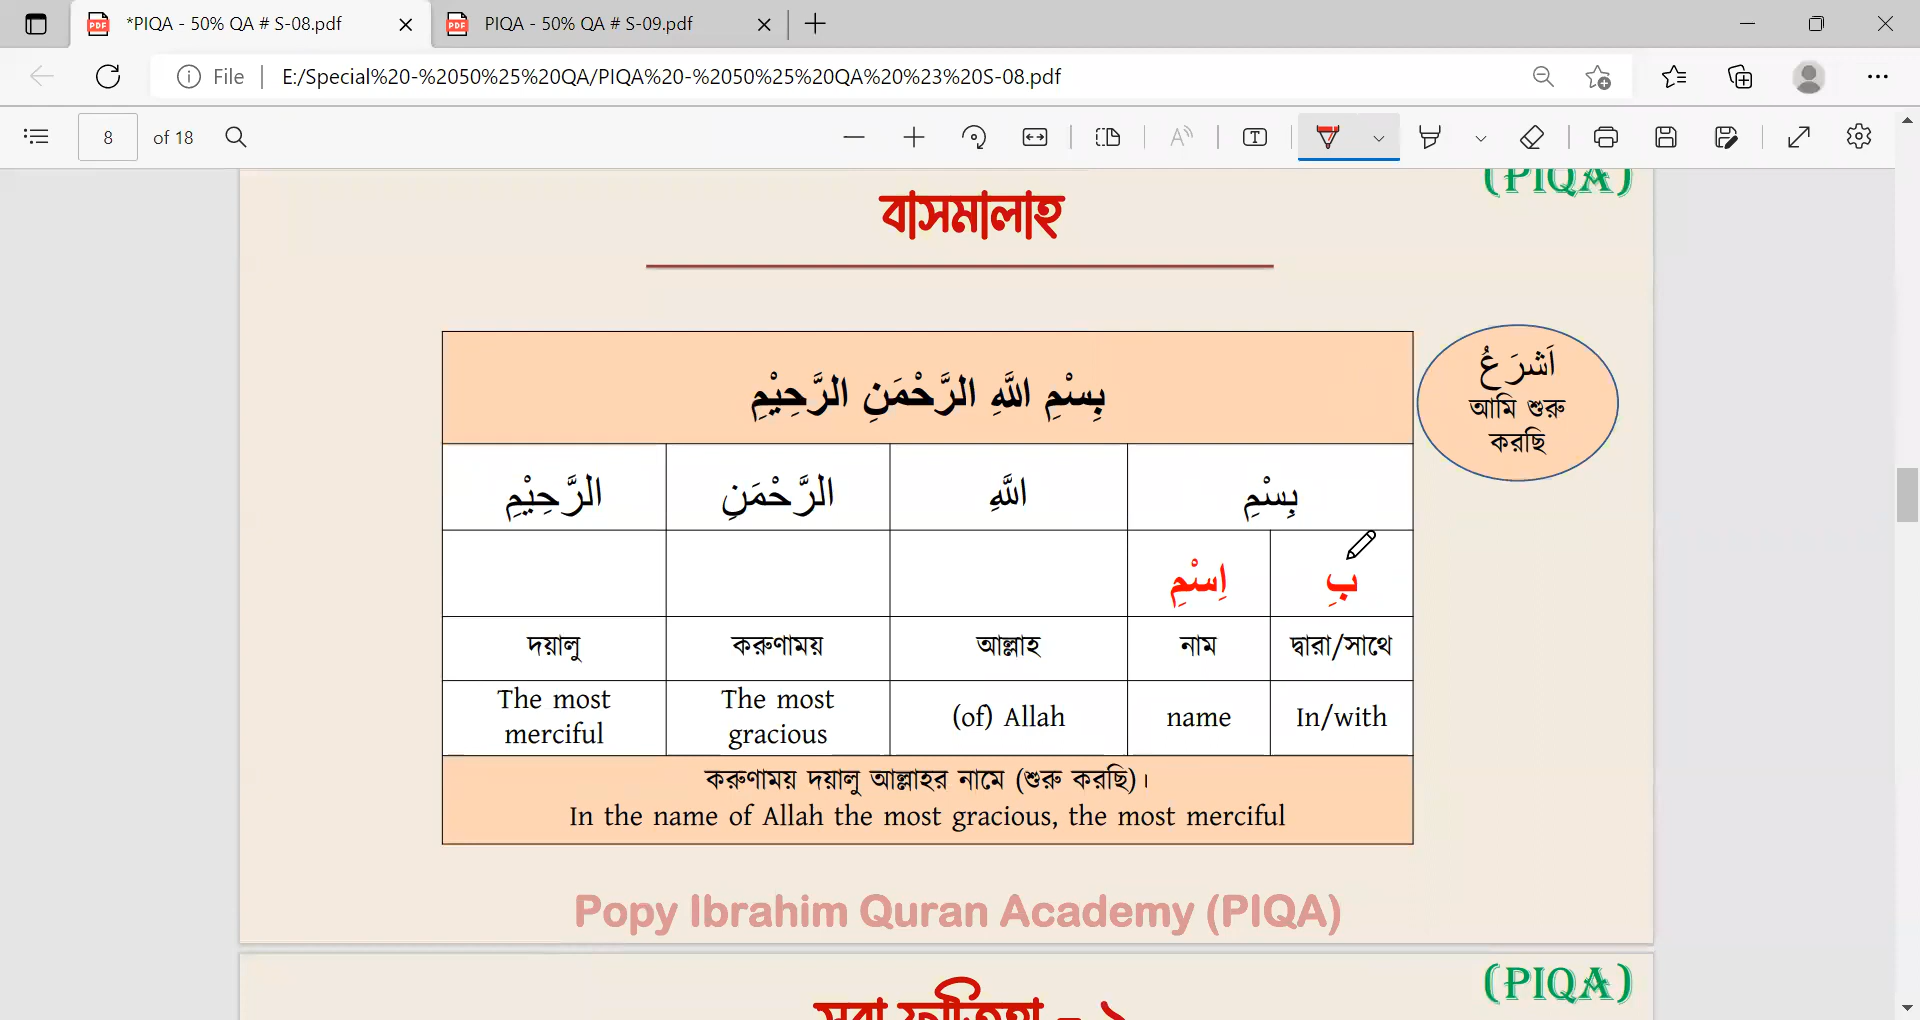 *PIQA - 50% QA # S-08.pdf
PIQA - 50% QA # S-09.pdf
File
E:/Special%20-%2050%25%20QA/PIQA%20-%2050%25%20QA%20%23%20S-08.pdf
8 of 18
(PIQA)
বাসমালাহ
بِسْمِ اللَّهِ الرَّحْمَنِ الرَّحِيْمِ
اَشرَعُ
আমি শুরু
করছি
بِسْمِ اللَّهِ الرَّحْمَنِ الرَّحِيْمِ
بِ اِسْمِ
দয়ালু করুণাময় আল্লাহ নাম দ্বারা/সাথে
The most merciful The most gracious (of) Allah name In/with
করুণাময় দয়ালু আল্লাহর নামে (শুরু করছি)।
In the name of Allah the most gracious, the most merciful
Popy Ibrahim Quran Academy (PIQA)
(PIQA)
সূরা ফাতিহা - ১